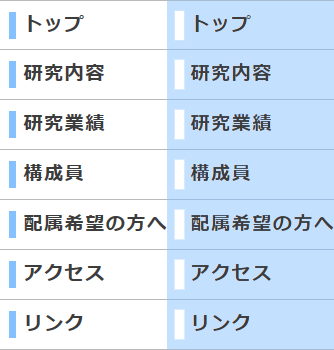 トップ トップ
研究内容 研究内容
研究業績 研究業績
構成員 構成員
配属希望の方へ 配属希望の方へ
アクセス アクセス
リンク リンク